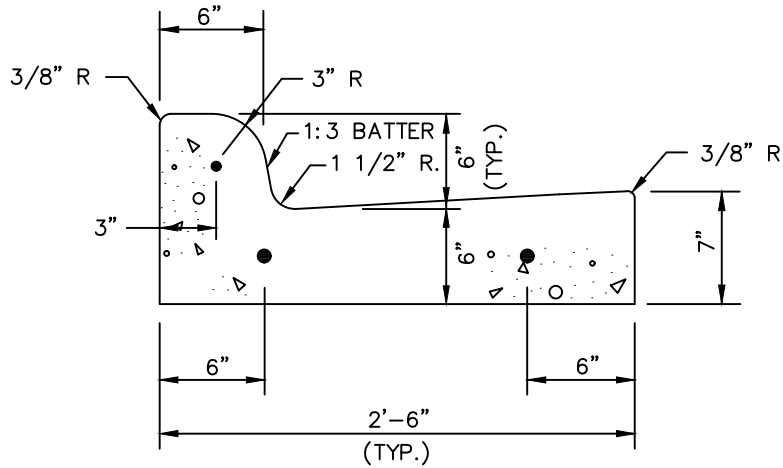 6"
3/8" R
3" R
1:3 BATTER
1 1/2" R.
6"
(TYP.)
3/8" R
3"
6"
7"
6"
6"
2'-6"
(TYP.)